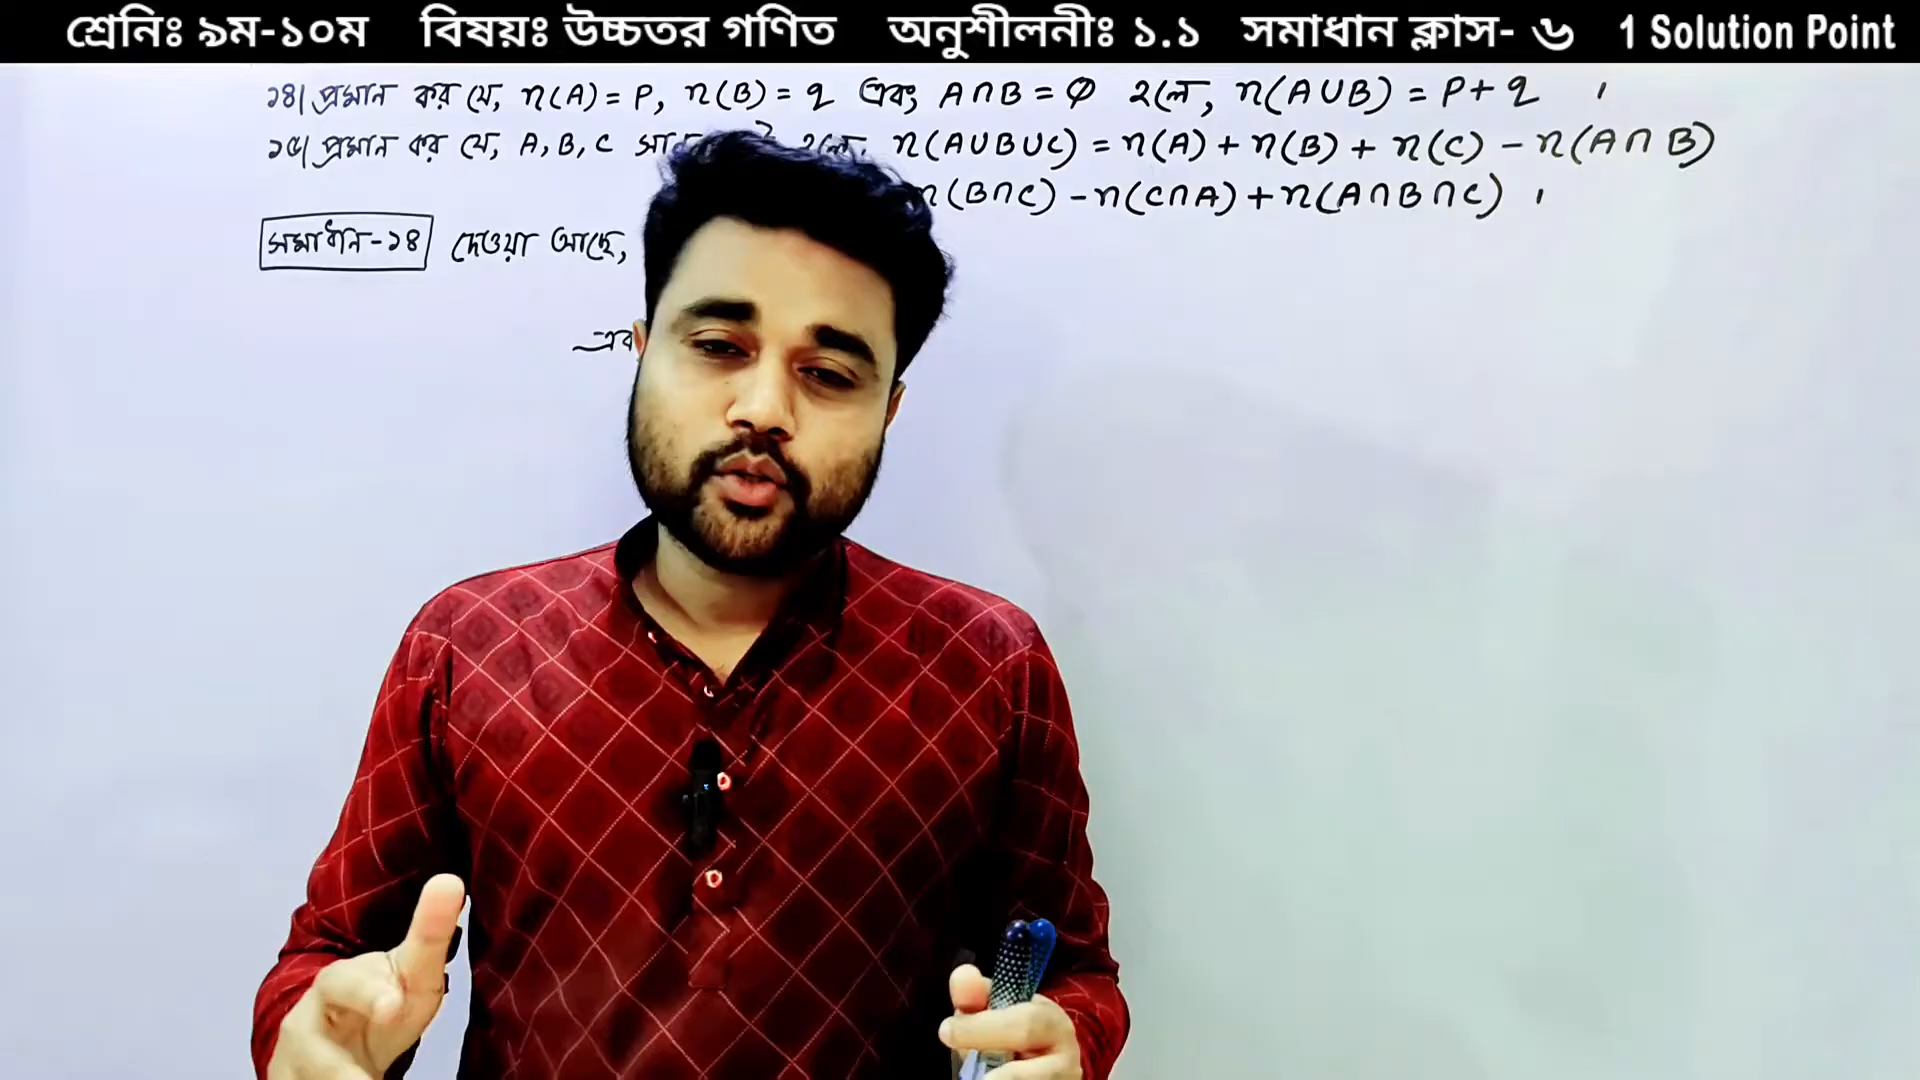 শ্রেনিঃ ৯ম-১০ম বিষয়ঃ উচ্চতর গণিত অনুশীলনীঃ ১.১ সমাধান ক্লাস- ৬ 1 Solution Point
১৪। প্রমান কর যে, n(A) = P, n(B) = q এবং A∩B = Φ হলে, n(A∪B) = P+q ।
১৫। প্রমান কর যে, A, B, C হলে, n(A∪B∪C) = n(A) + n(B) + n(C) - n(A∩B)
n(B∩C) - n(C∩A) + n(A∩B∩C) ।
সমাধান-১৪ দেওয়া আছে,